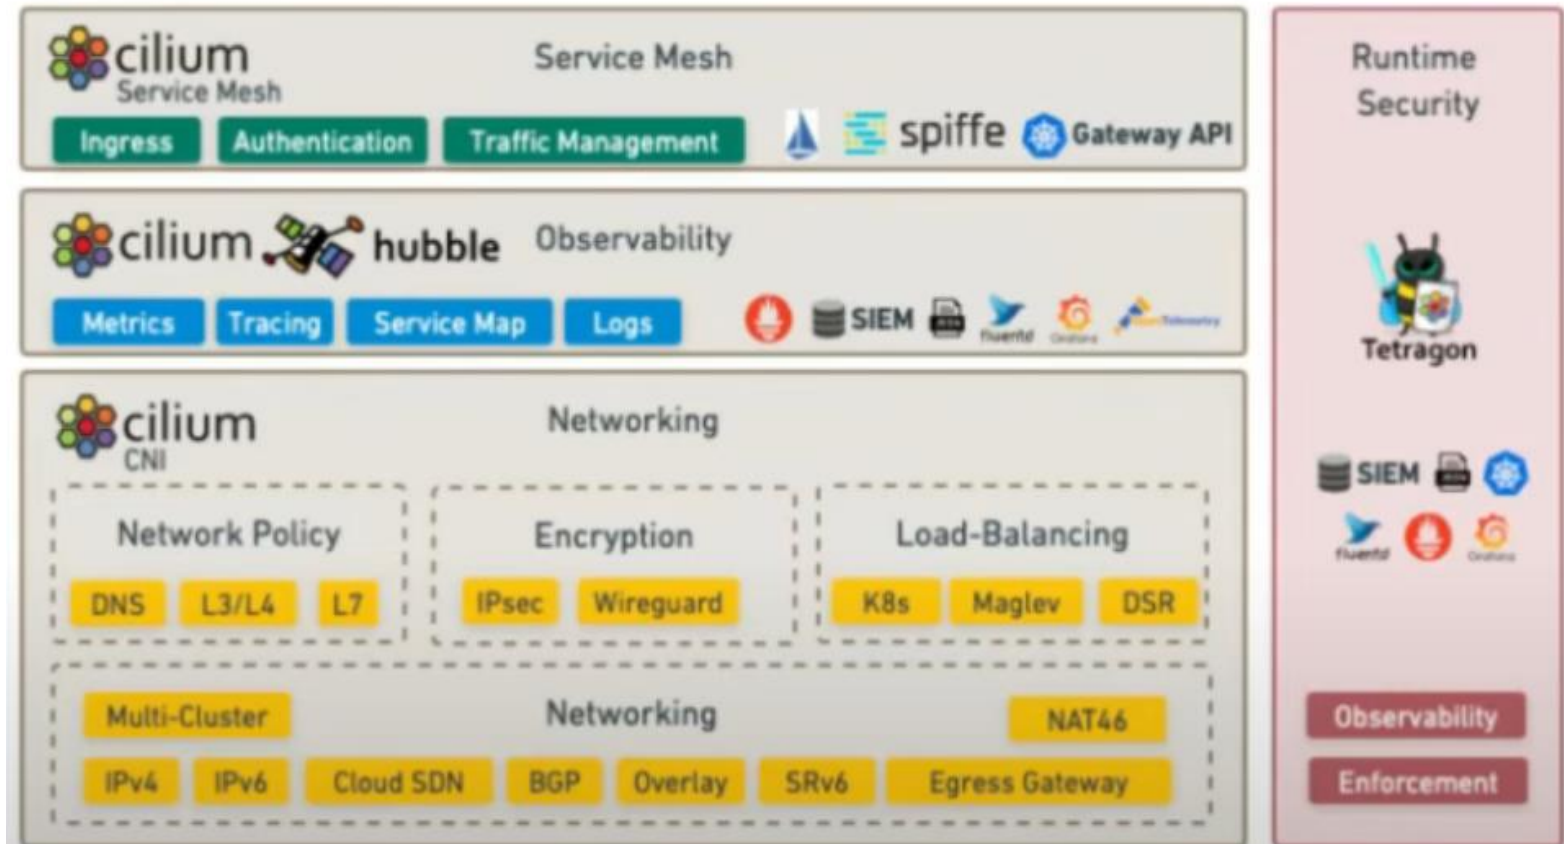 cilium
Service Mesh
Service Mesh
Ingress Authentication Traffic Management
spiffe Gateway API
cilium hubble Observability
Metrics Tracing Service Map Logs
SIEM fluentd Grafana OpenTelemetry
cilium
CNI
Networking
Network Policy
DNS L3/L4 L7
Encryption
IPsec Wireguard
Load-Balancing
K8s Maglev DSR
Networking
Multi-Cluster NAT46
IPv4 IPv6 Cloud SDN BGP Overlay SRv6 Egress Gateway
Runtime
Security
Tetragon
SIEM
fluentd Grafana
Observability
Enforcement